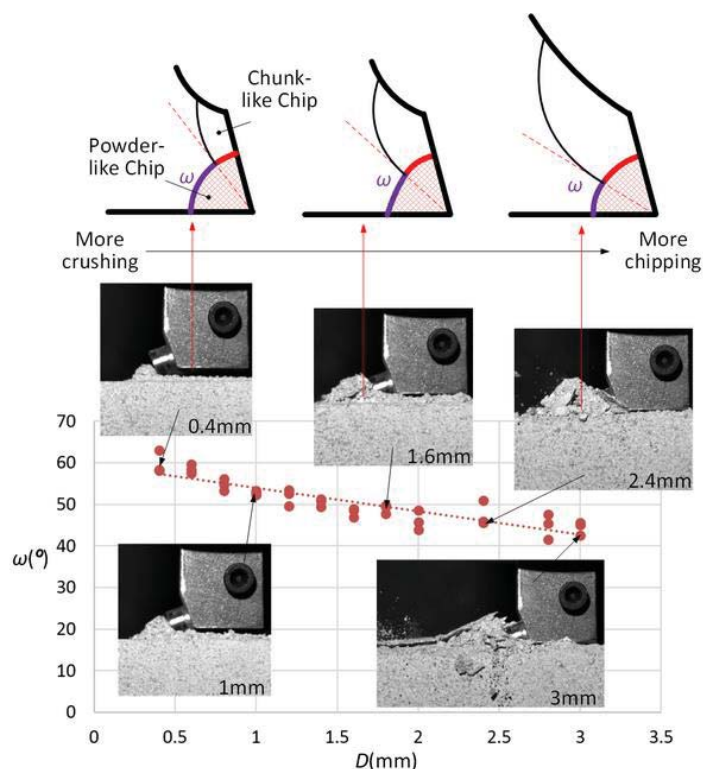 Chunk-
like Chip
Powder-
like Chip
ω
ω
ω
More
crushing
More
chipping
0.4mm
1.6mm
2.4mm
1mm
3mm
70
60
50
40
30
20
10
0
ω(°)
0
0.5
1
1.5
2
2.5
3
3.5
D(mm)